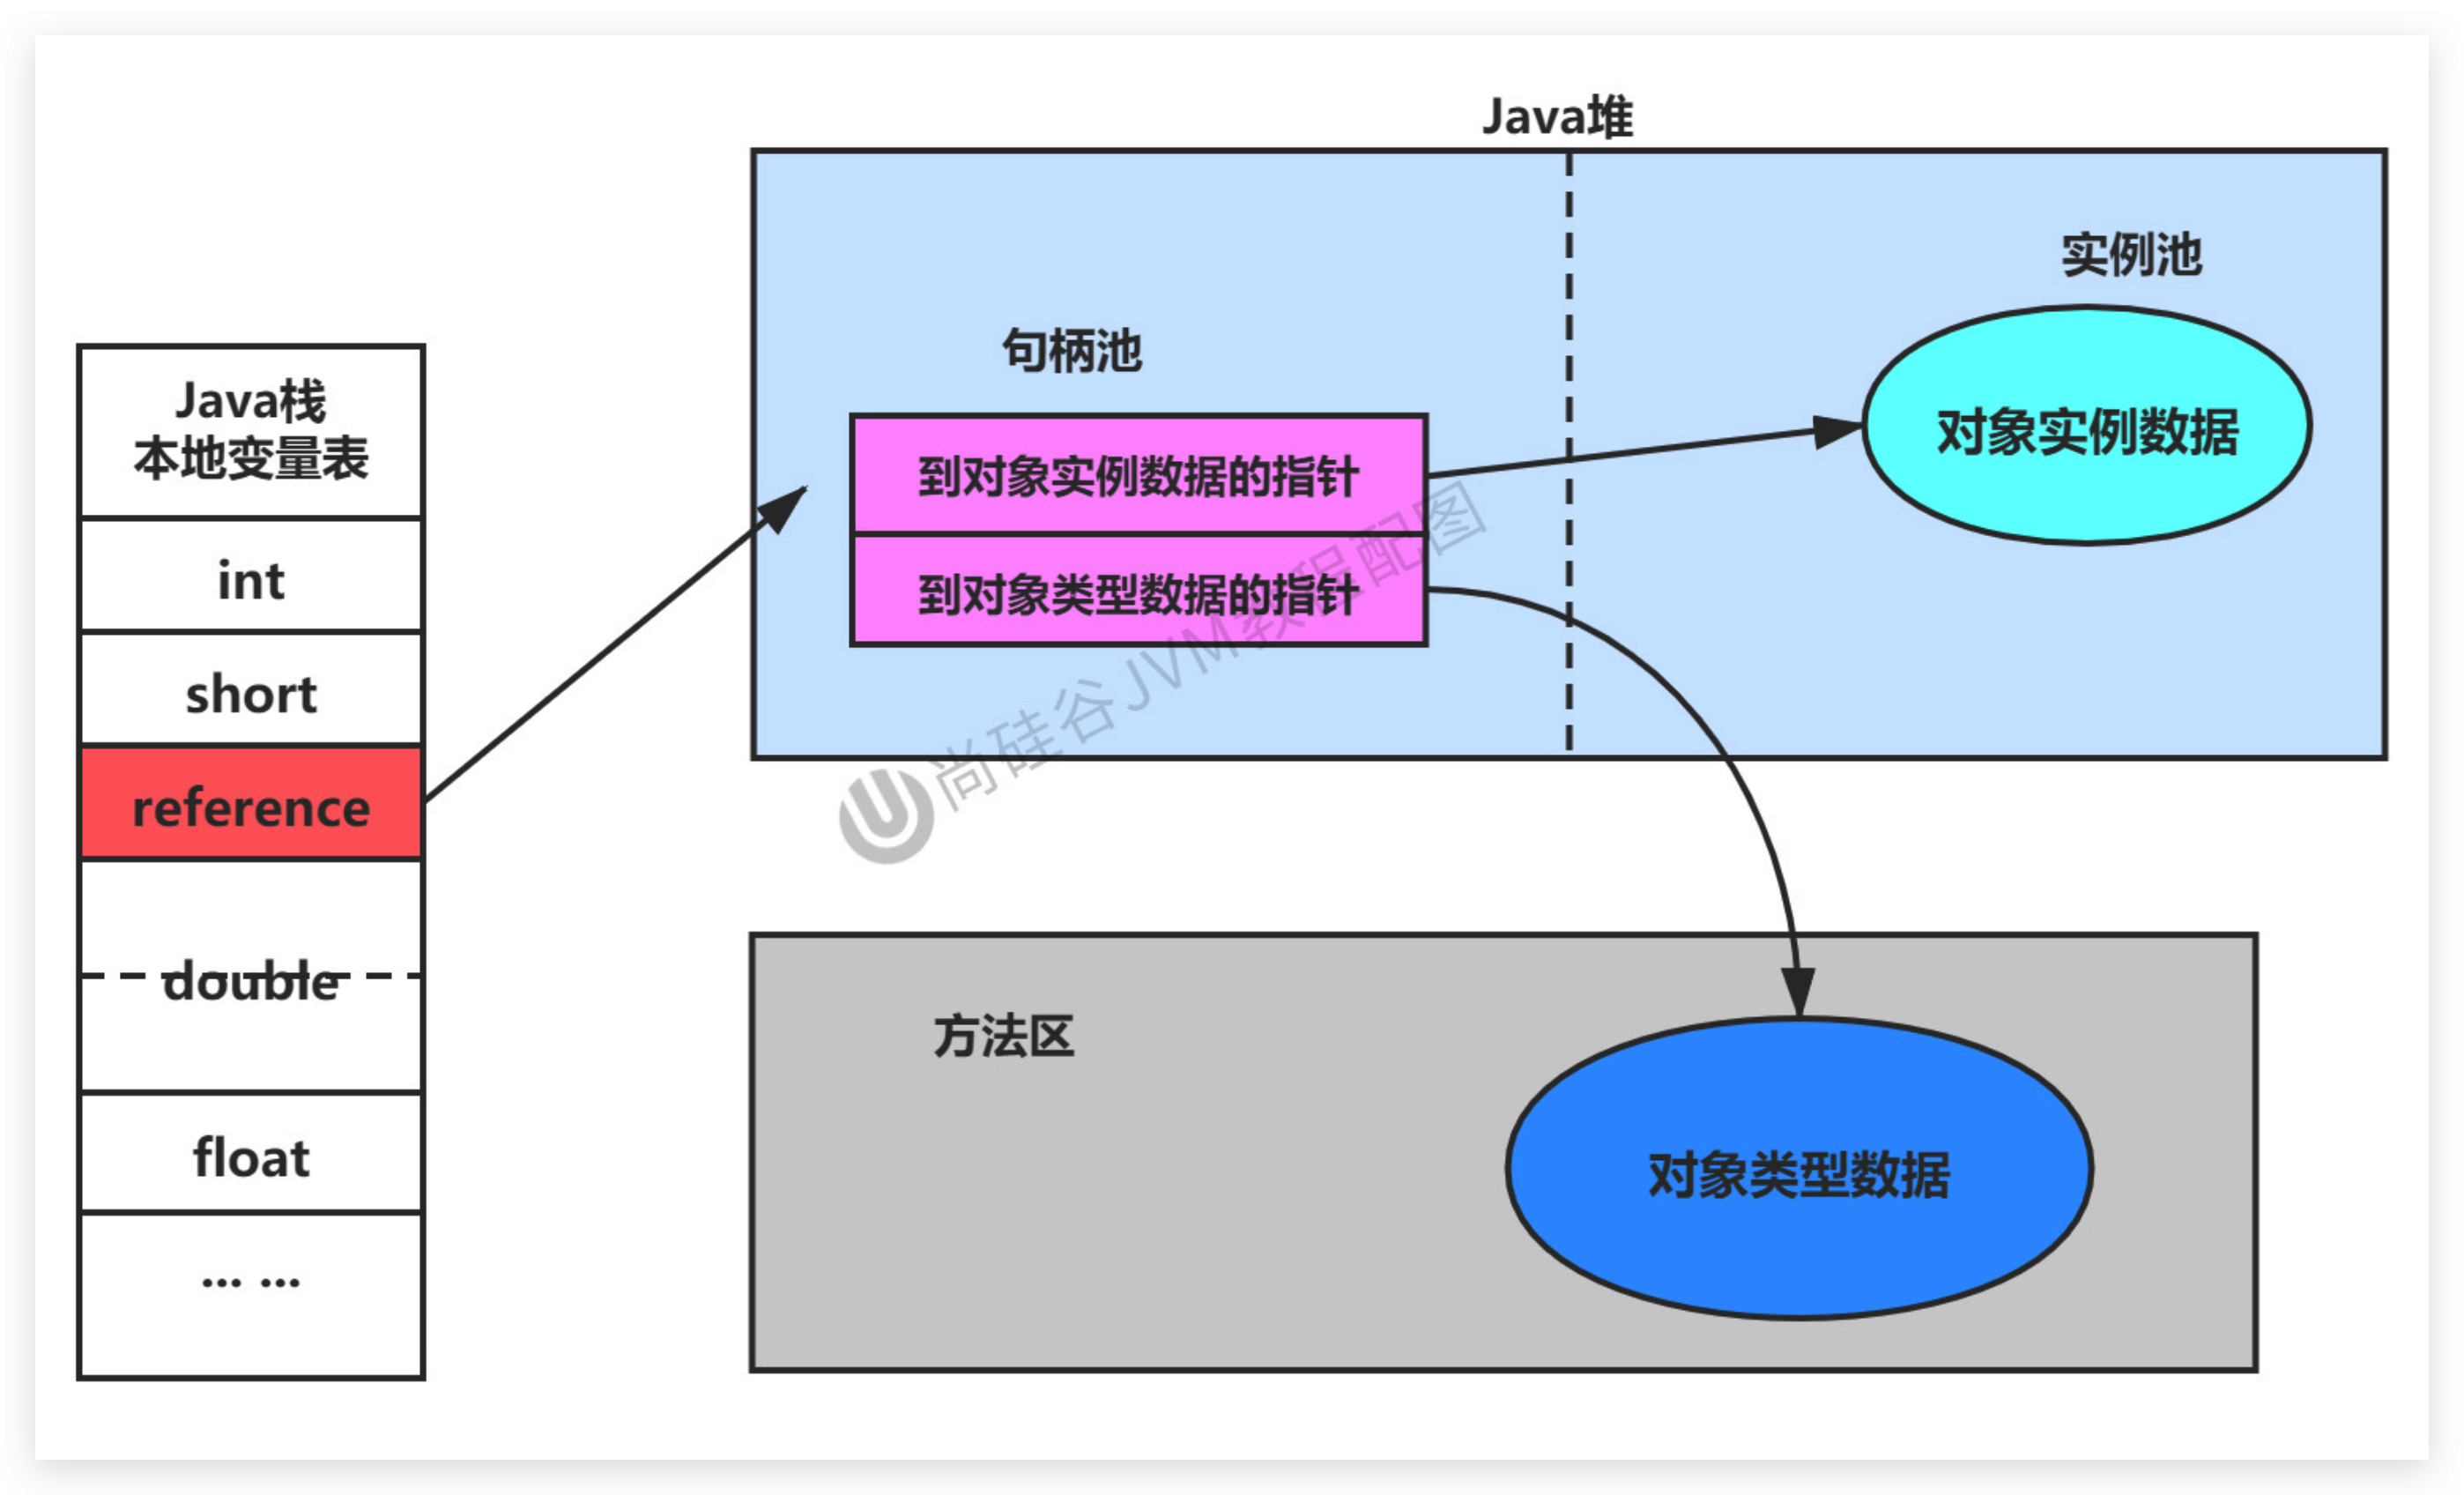 Java堆
实例池
句柄池
对象实例数据
到对象实例数据的指针
到对象类型数据的指针
Java栈
本地变量表
int
short
reference
double
float
... ...
方法区
对象类型数据
尚硅谷JVM教程配图